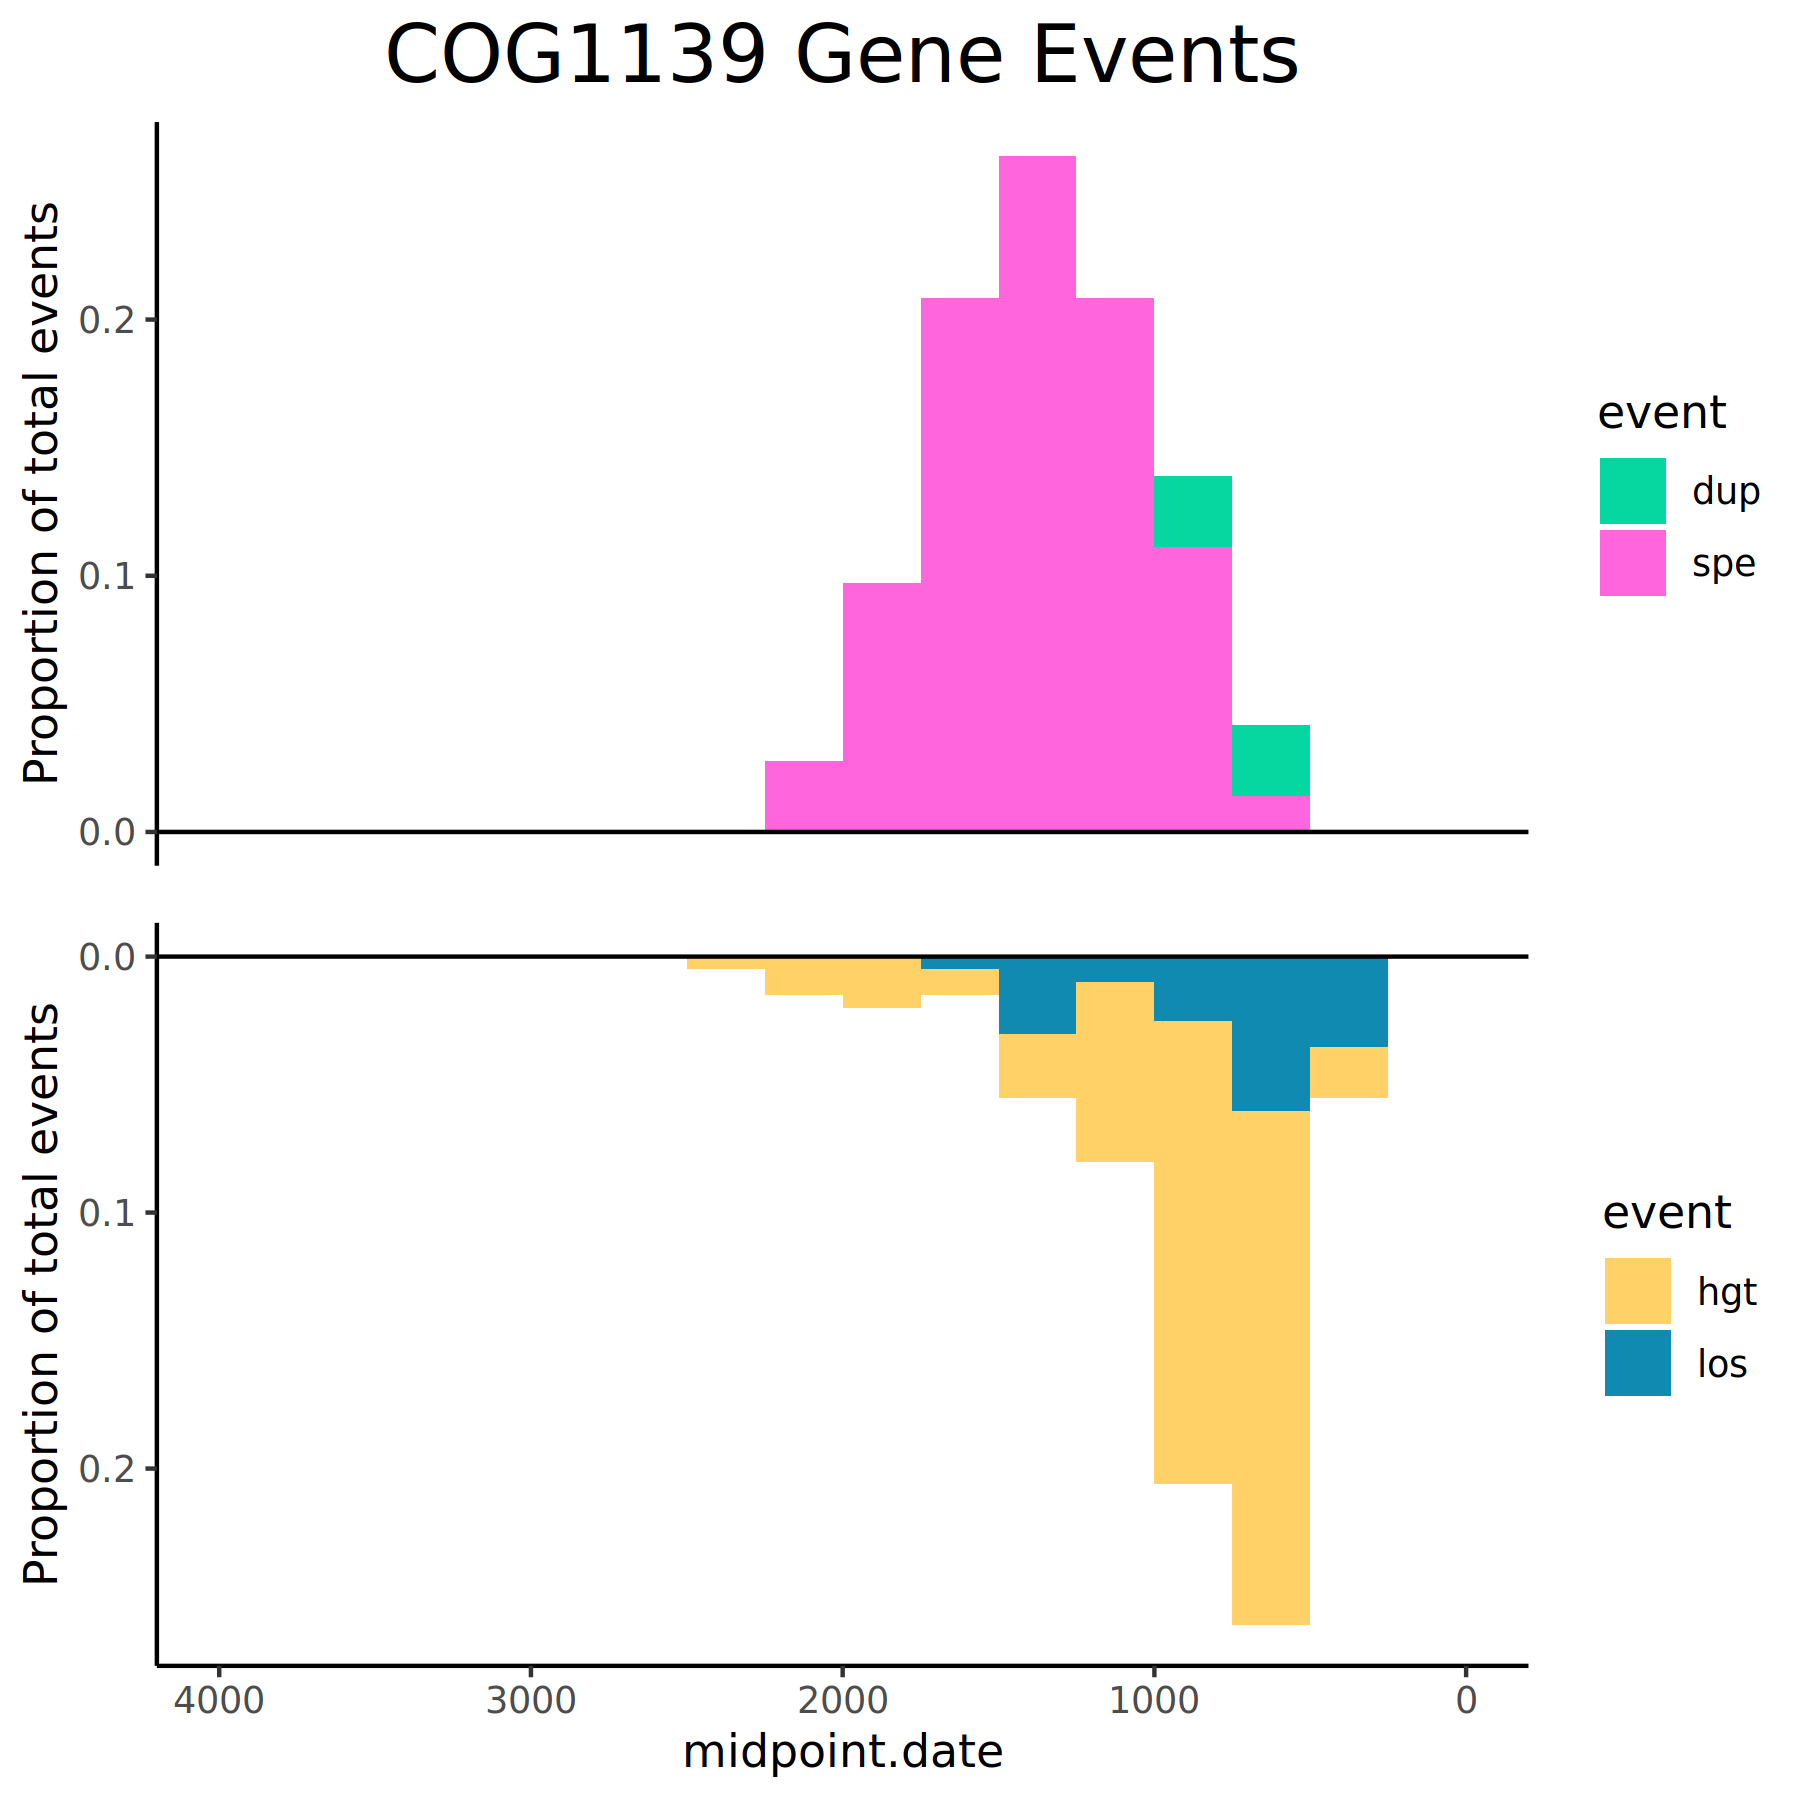 COG1139 Gene Events
Proportion of total events
0.2
0.1
0.0
event
dup
spe
Proportion of total events
0.0
0.1
0.2
event
hgt
los
4000 3000 2000 1000 0
midpoint.date